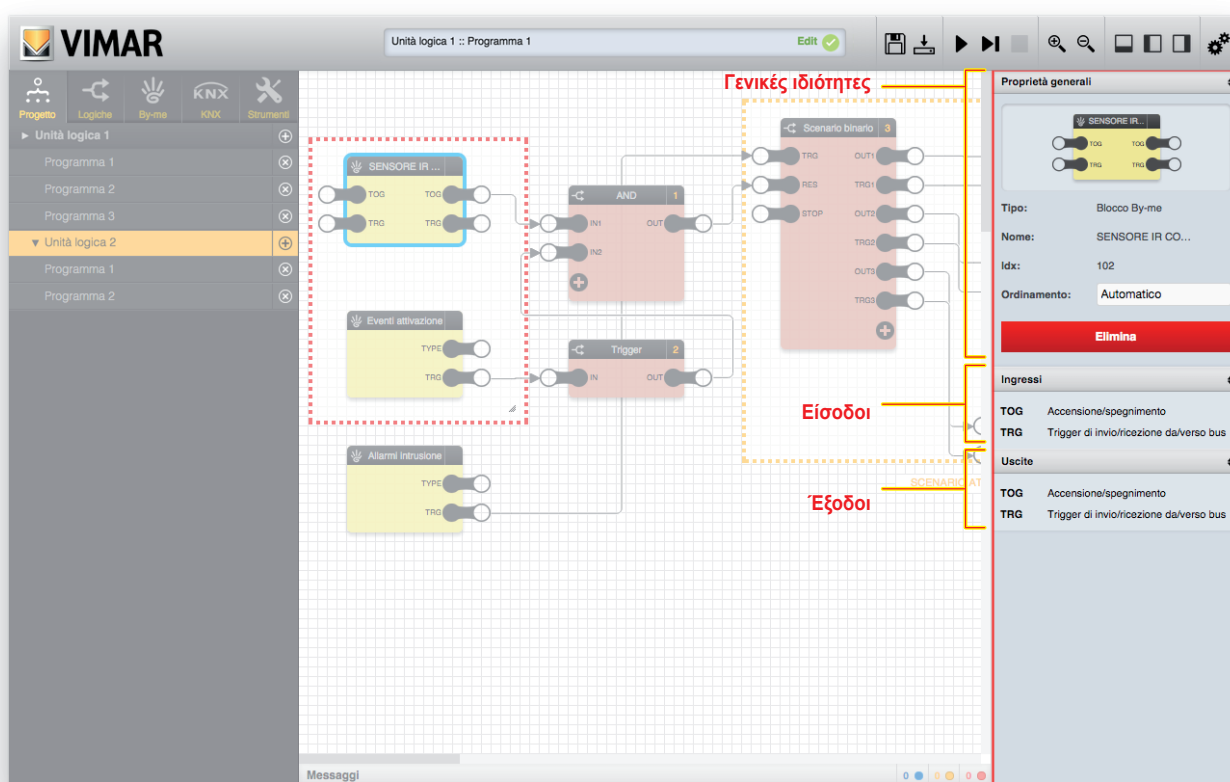 VIMAR
Unità logica 1 :: Programma 1
Edit
Progetto
Logiche
By-me
KNX
KNX
Strumenti
Unità logica 1
Programma 1
Programma 2
Programma 3
Unità logica 2
Programma 1
Programma 2
SENSORE IR ...
TOG TOG
TRG TRG
Eventi attivazione
TYPE
TRG
Allarmi intrusione
TYPE
TRG
AND 1
IN1 OUT
IN2
Trigger 2
IN OUT
Scenario binario 3
TRG OUT1
RES TRG1
STOP OUT2
TRG2
OUT3
TRG3
SCENARIO AT
Γενικές ιδιότητες
Είσοδοι
Έξοδοι
Proprietà generali
SENSORE IR...
TOG TOG
TRG TRG
Tipo: Blocco By-me
Nome: SENSORE IR CO...
Idx: 102
Ordinamento: Automatico
Elimina
Ingressi
TOG Accensione/spegnimento
TRG Trigger di invio/ricezione da/verso bus
Uscite
TOG Accensione/spegnimento
TRG Trigger di invio/ricezione da/verso bus
Messaggi
0 0 0